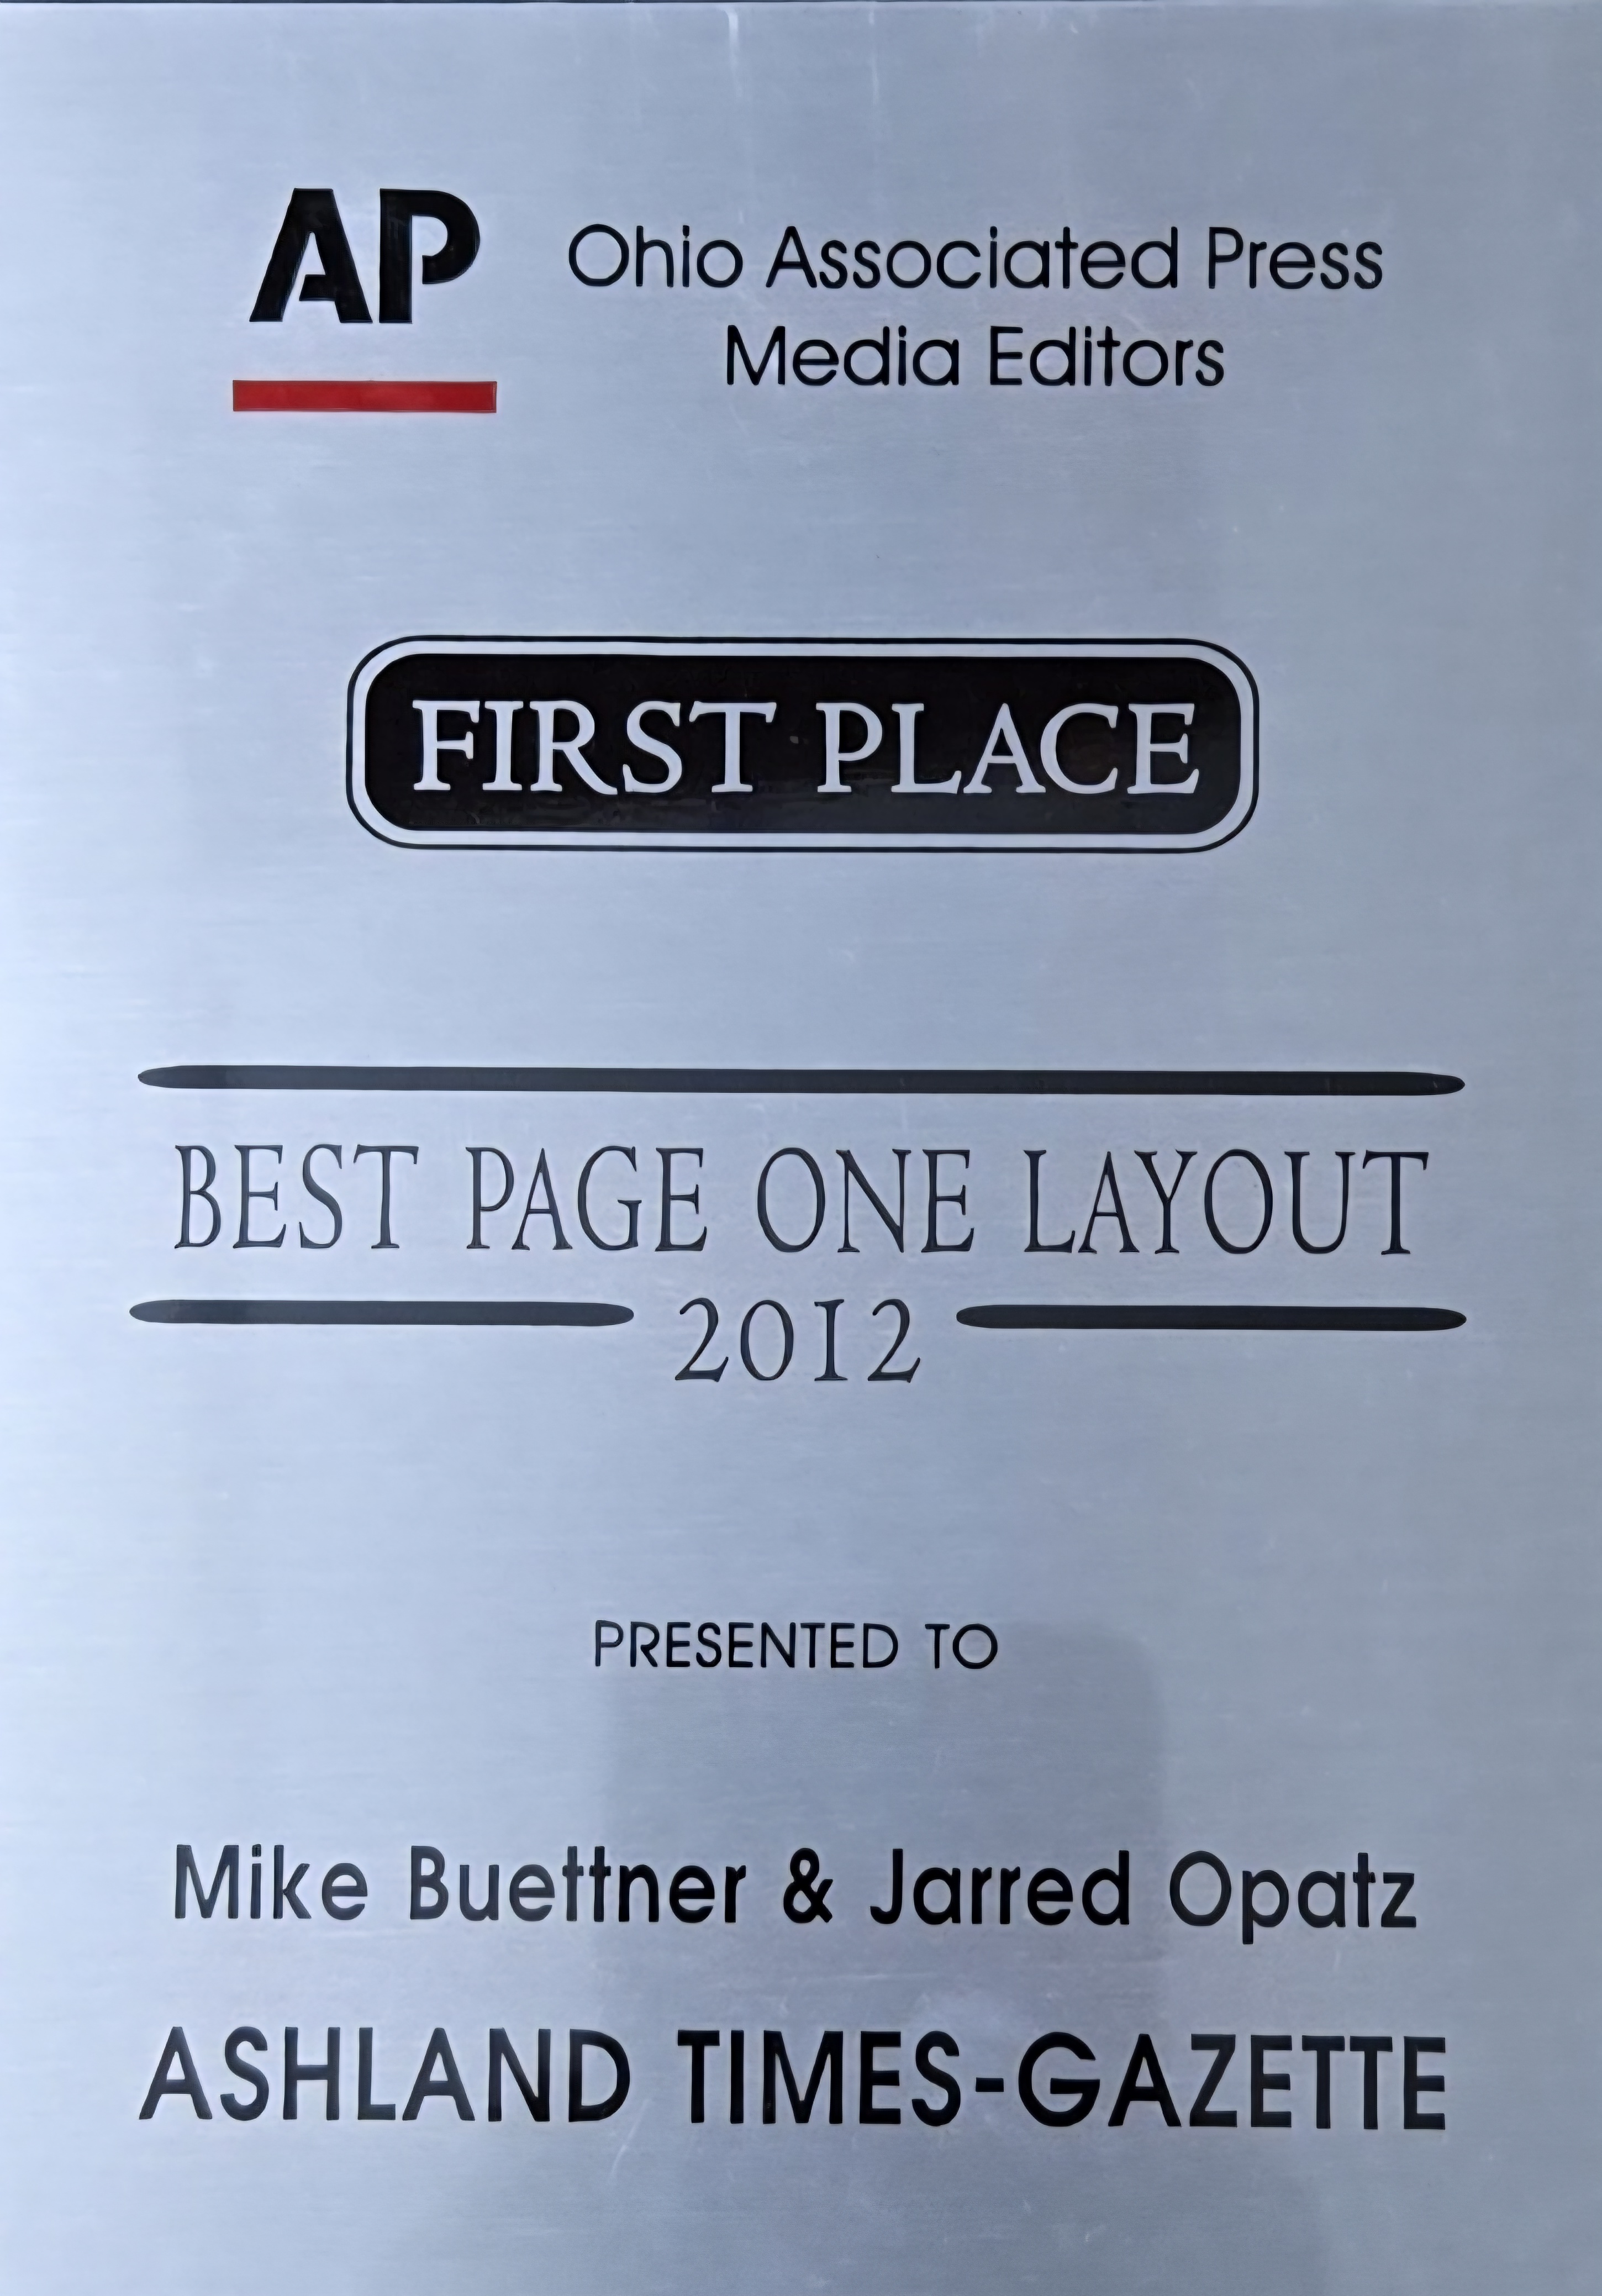 AP
Ohio Associated Press
Media Editors
FIRST PLACE
BEST PAGE ONE LAYOUT
2012
PRESENTED TO
Mike Buettner & Jarred Opatz
ASHLAND TIMES-GAZETTE